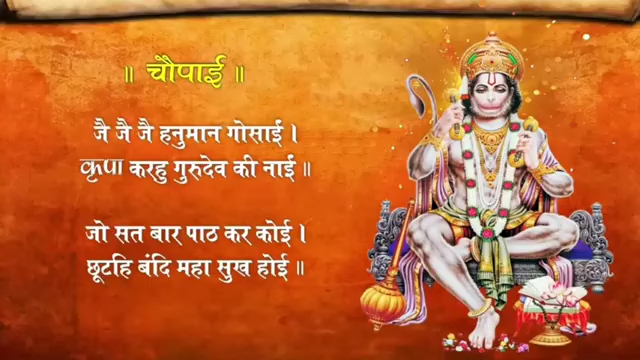 ॥ चौपाई ॥
जै जै जै हनुमान गोसाईं ।
कृपा करहु गुरुदेव की नाईं ॥
जो सत बार पाठ कर कोई ।
छूटहि बंदि महा सुख होई ॥